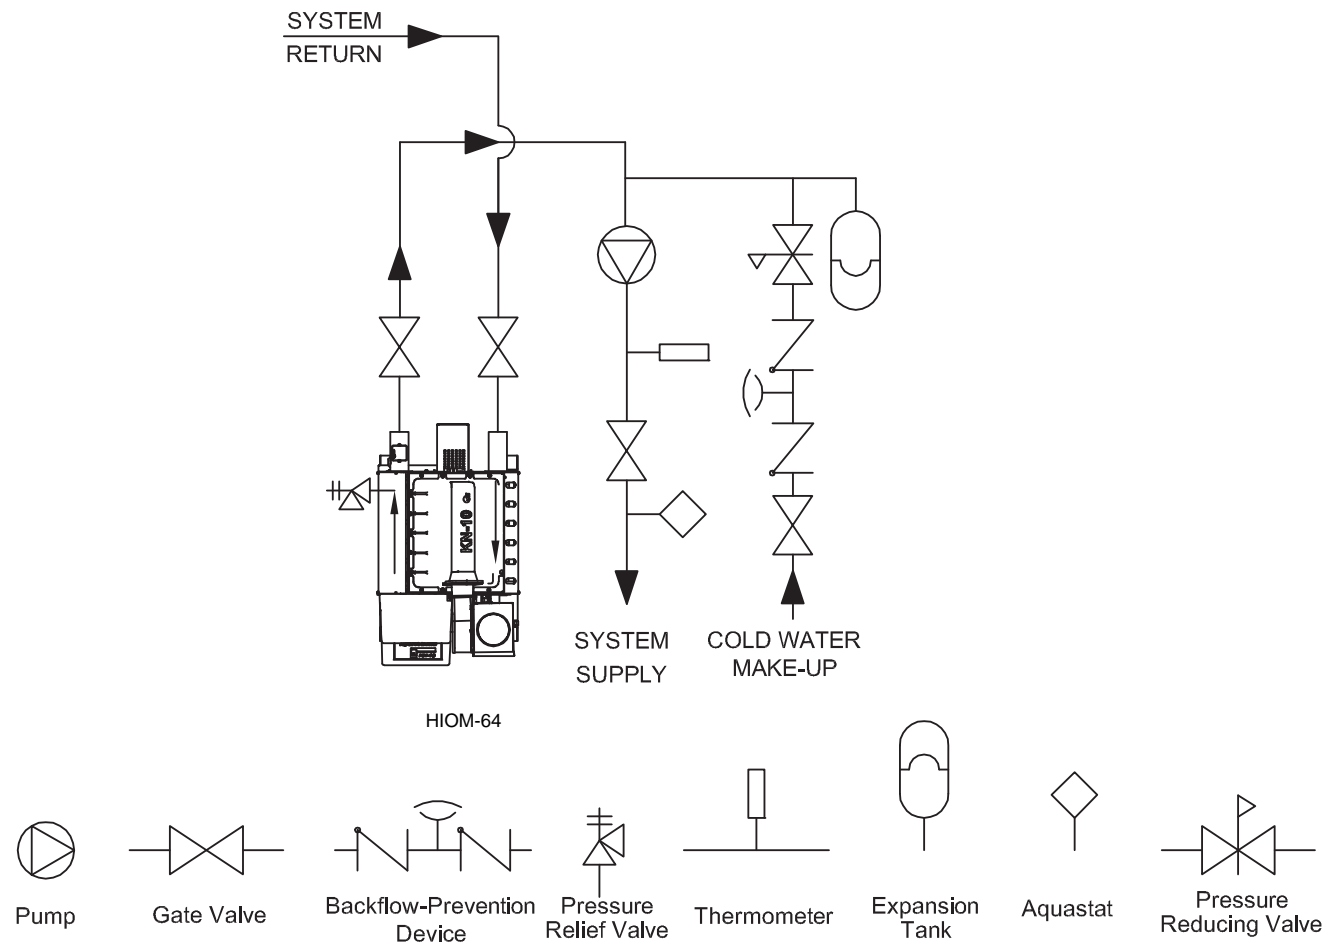 SYSTEM
RETURN
KN-10
SYSTEM
SUPPLY
COLD WATER
MAKE-UP
HIOM-64
Pump
Gate Valve
Backflow-Prevention
Device
Pressure
Relief Valve
Thermometer
Expansion
Tank
Aquastat
Pressure
Reducing Valve